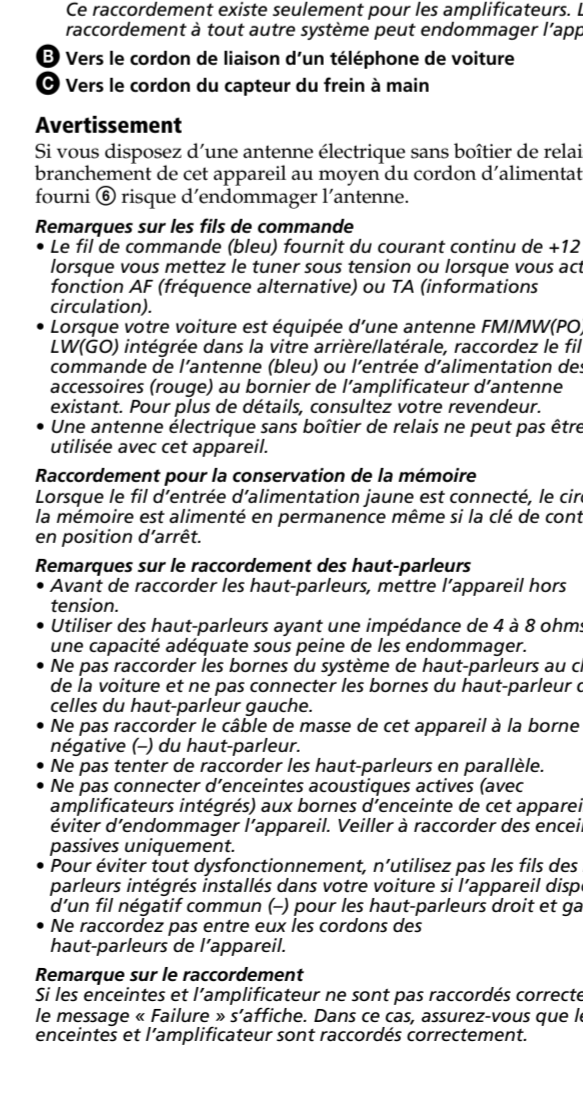 Ce raccordement existe seulement pour les amplificateurs.
raccordement à tout autre système peut endommager
B Vers le cordon de liaison d'un téléphone de voiture
C Vers le cordon du capteur du frein à main
Avertissement
Si vous disposez d'une antenne électrique sans boîtier de relais
branchement de cet appareil au moyen du cordon d'alimentat
fourni ⑥ risque d'endommager l'antenne.
Remarques sur les fils de commande
• Le fil de commande (bleu) fournit du courant continu de +12
lorsque vous mettez le tuner sous tension ou lorsque vous act
fonction AF (fréquence alternative) ou TA (informations
circulation).
• Lorsque votre voiture est équipée d'une antenne FM/MW(PO)
LW(GO) intégrée dans la vitre arrière/latérale, raccordez le fil
commande de l'antenne (bleu) ou l'entrée d'alimentation des
accessoires (rouge) au bornier de l'amplificateur d'antenne
existant. Pour plus de détails, consultez votre revendeur.
• Une antenne électrique sans boîtier de relais ne peut pas être
utilisée avec cet appareil.
Raccordement pour la conservation de la mémoire
Lorsque le fil d'entrée d'alimentation jaune est connecté, le circ
la mémoire est alimenté en permanence même si la clé de cont
en position d'arrêt.
Remarques sur le raccordement des haut-parleurs
• Avant de raccorder les haut-parleurs, mettre l'appareil hors
tension.
• Utiliser des haut-parleurs ayant une impédance de 4 à 8 ohms
une capacité adéquate sous peine de les endommager.
• Ne pas raccorder les bornes du système de haut-parleurs au
de la voiture et ne pas connecter les bornes du haut-parleur
celles du haut-parleur gauche.
• Ne pas raccorder le câble de masse de cet appareil à la borne
négative (–) du haut-parleur.
• Ne pas tenter de raccorder les haut-parleurs en parallèle.
• Ne pas connecter d'enceintes acoustiques actives (avec
amplificateurs intégrés) aux bornes d'enceinte de cet appareil
éviter d'endommager l'appareil. Veiller à raccorder des encein
passives uniquement.
• Pour éviter tout dysfonctionnement, n'utilisez pas les fils des
parleurs intégrés installés dans votre voiture si l'appareil dispo
d'un fil négatif commun (–) pour les haut-parleurs droit et ga
• Ne raccordez pas entre eux les cordons des
haut-parleurs de l'appareil.
Remarque sur le raccordement
Si les enceintes et l'amplificateur ne sont pas raccordés correcte
le message « Failure » s'affiche. Dans ce cas, assurez-vous que le
enceintes et l'amplificateur sont raccordés correctement.